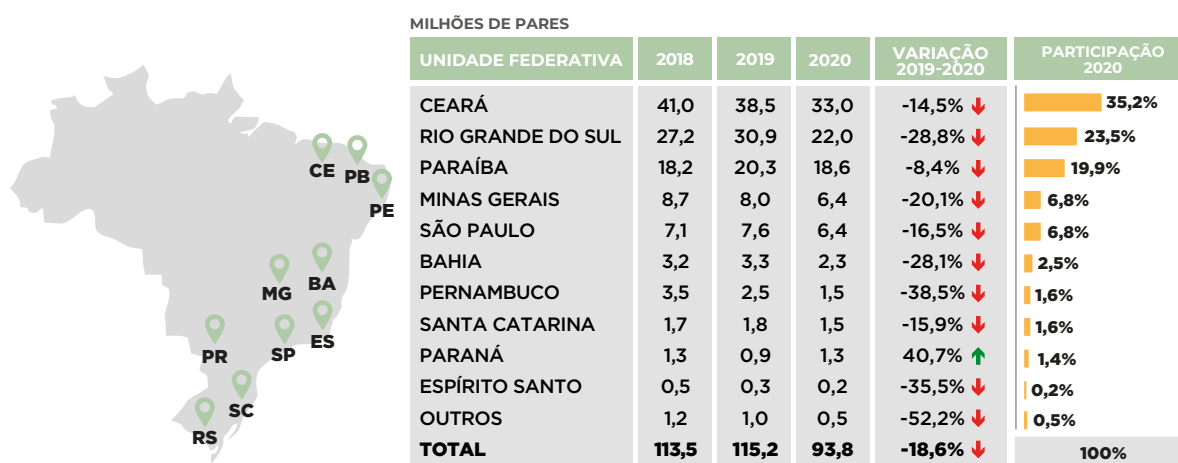 MILHÕES DE PARES
UNIDADE FEDERATIVA 2018 2019 2020 VARIAÇÃO 2019-2020 PARTICIPAÇÃO 2020
CEARÁ 41,0 38,5 33,0 -14,5% 35,2%
RIO GRANDE DO SUL 27,2 30,9 22,0 -28,8% 23,5%
PARAÍBA 18,2 20,3 18,6 -8,4% 19,9%
MINAS GERAIS 8,7 8,0 6,4 -20,1% 6,8%
SÃO PAULO 7,1 7,6 6,4 -16,5% 6,8%
BAHIA 3,2 3,3 2,3 -28,1% 2,5%
PERNAMBUCO 3,5 2,5 1,5 -38,5% 1,6%
SANTA CATARINA 1,7 1,8 1,5 -15,9% 1,6%
PARANÁ 1,3 0,9 1,3 40,7% 1,4%
ESPÍRITO SANTO 0,5 0,3 0,2 -35,5% 0,2%
OUTROS 1,2 1,0 0,5 -52,2% 0,5%
TOTAL 113,5 115,2 93,8 -18,6% 100%
CE
PB
PE
BA
MG
ES
SP
PR
SC
RS